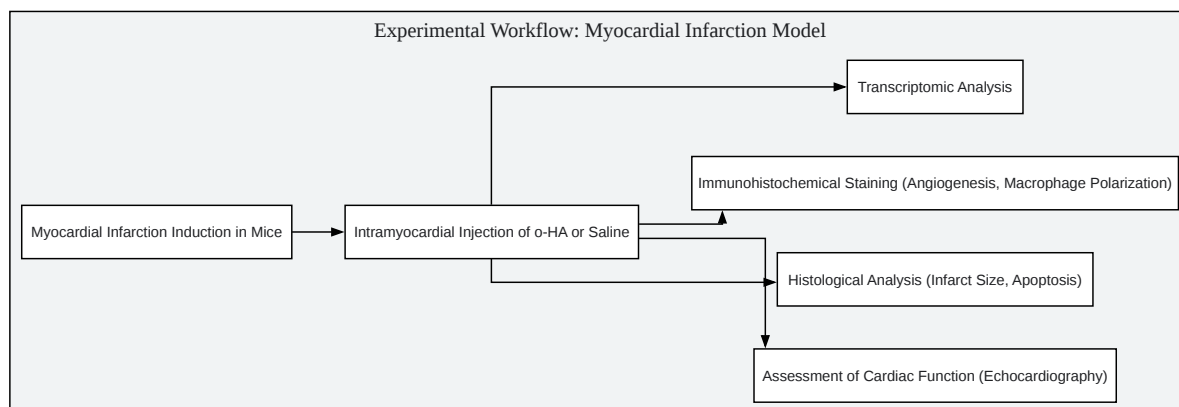 Experimental Workflow: Myocardial Infarction Model
Transcriptomic Analysis
Immunohistochemical Staining (Angiogenesis, Macrophage Polarization)
Myocardial Infarction Induction in Mice
Intramyocardial Injection of o-HA or Saline
Histological Analysis (Infarct Size, Apoptosis)
Assessment of Cardiac Function (Echocardiography)